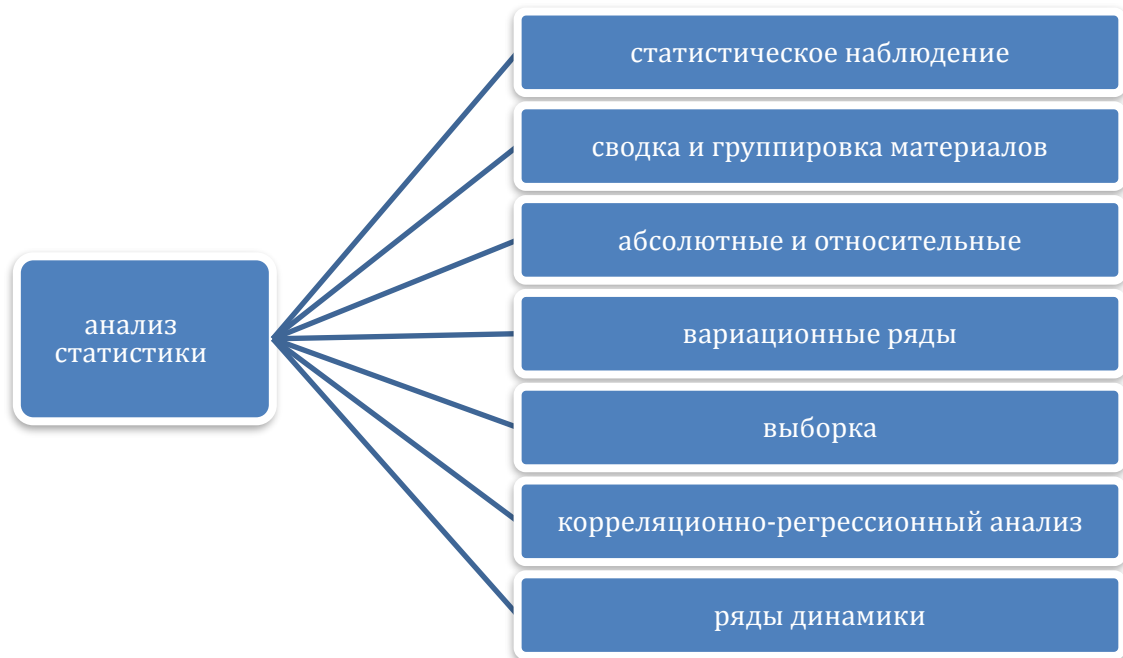 статистическое наблюдение
сводка и группировка материалов
абсолютные и относительные
анализ
статистики
вариационные ряды
выборка
корреляционно-регрессионный анализ
ряды динамики